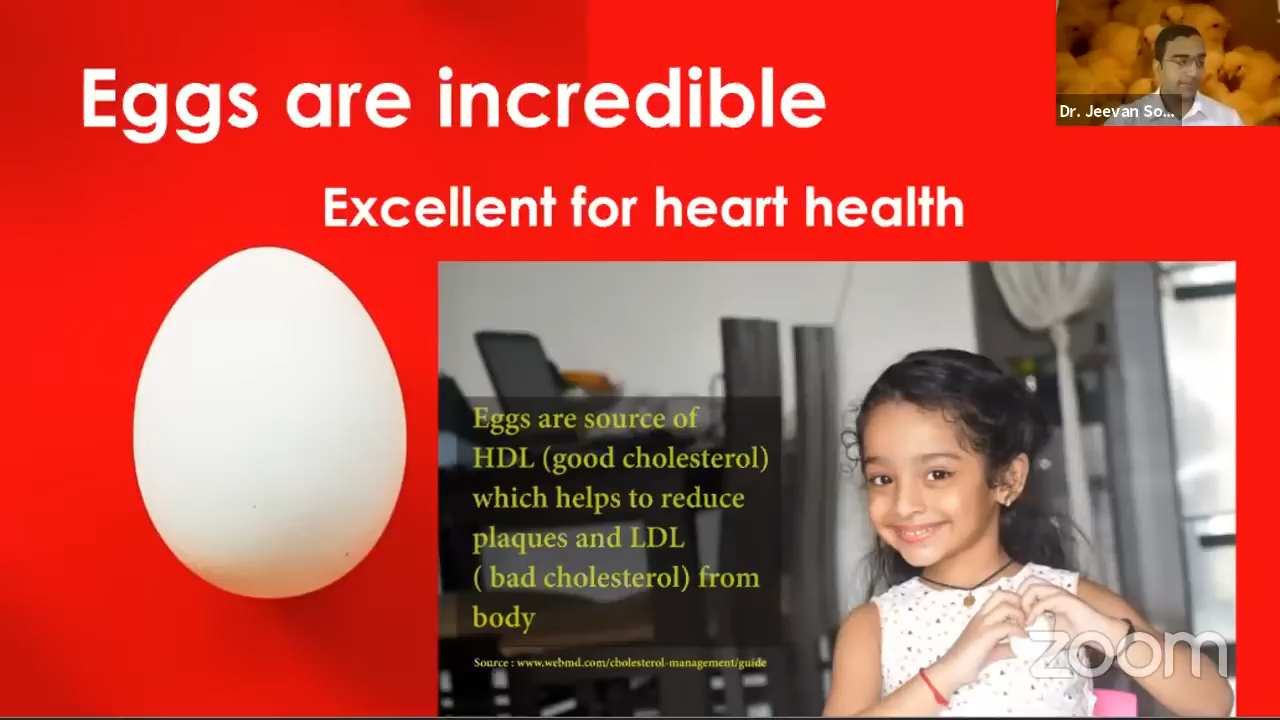 Eggs are incredible
Dr. Jeevan So...
Excellent for heart health
Eggs are source of
HDL (good cholesterol)
which helps to reduce
plaques and LDL
( bad cholesterol) from
body
Source : www.webmd.com/cholesterol-management/guide
zoom